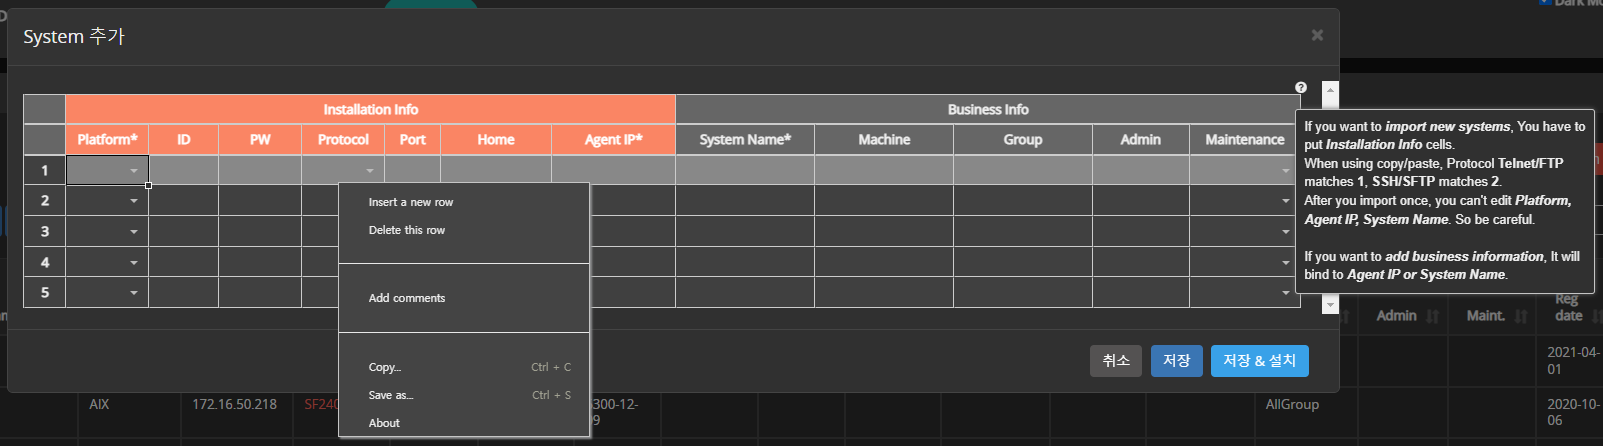 Dark Mo
System 추가
×
Installation Info Business Info
Platform* ID PW Protocol Port Home Agent IP* System Name* Machine Group Admin Maintenance
1
2
3
4
5
Insert a new row
Delete this row
Add comments
Copy... Ctrl + C
Save as... Ctrl + S
About
If you want to import new systems, You have to
put Installation Info cells.
When using copy/paste, Protocol Telnet/FTP
matches 1, SSH/SFTP matches 2.
After you import once, you can't edit Platform,
Agent IP, System Name. So be careful.
If you want to add business information, It will
bind to Agent IP or System Name.
취소 저장 저장 & 설치
Admin Maint. Reg
date
2021-04-
01
AIX 172.16.50.218 SF240 300-12- AllGroup 2020-10-
06